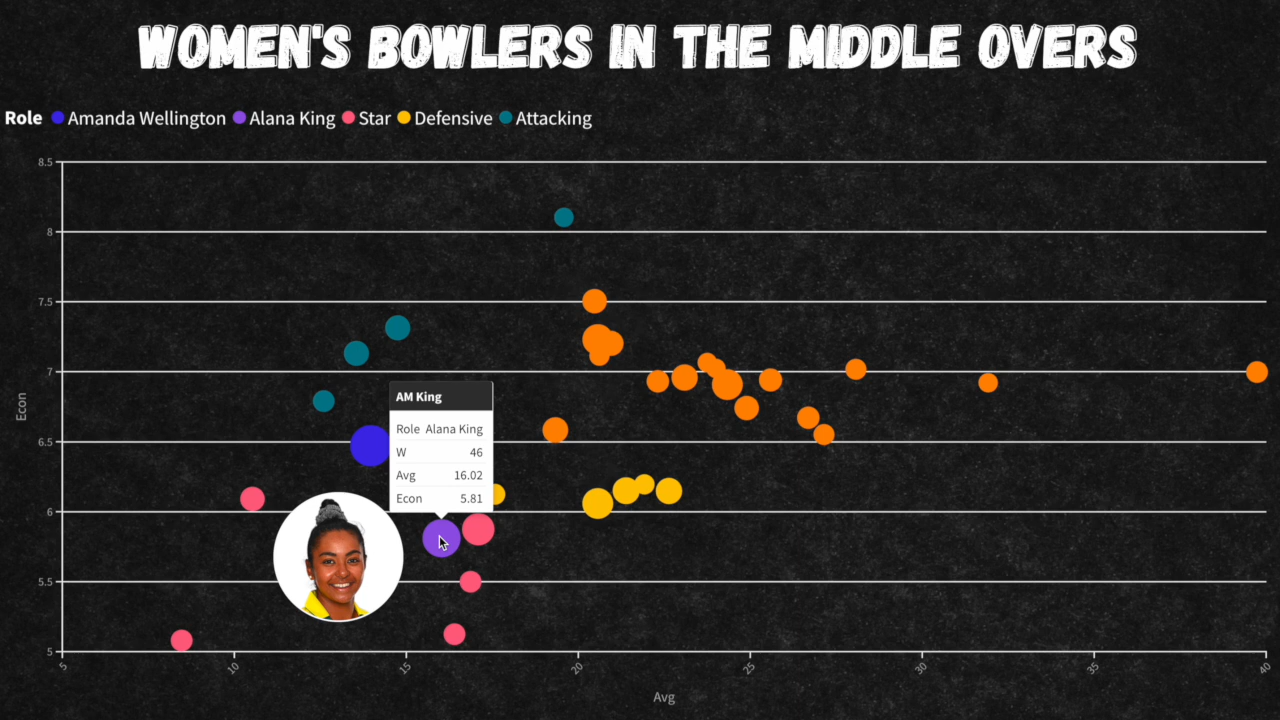 WOMEN'S BOWLERS IN THE MIDDLE OVERS
Role Amanda Wellington Alana King Star Defensive Attacking
8.5
8
7.5
7
6.5
6
5.5
5
Econ
AM King
Role Alana King
W 46
Avg 16.02
Econ 5.81
5 10 15 20 25 30 35 40
Avg